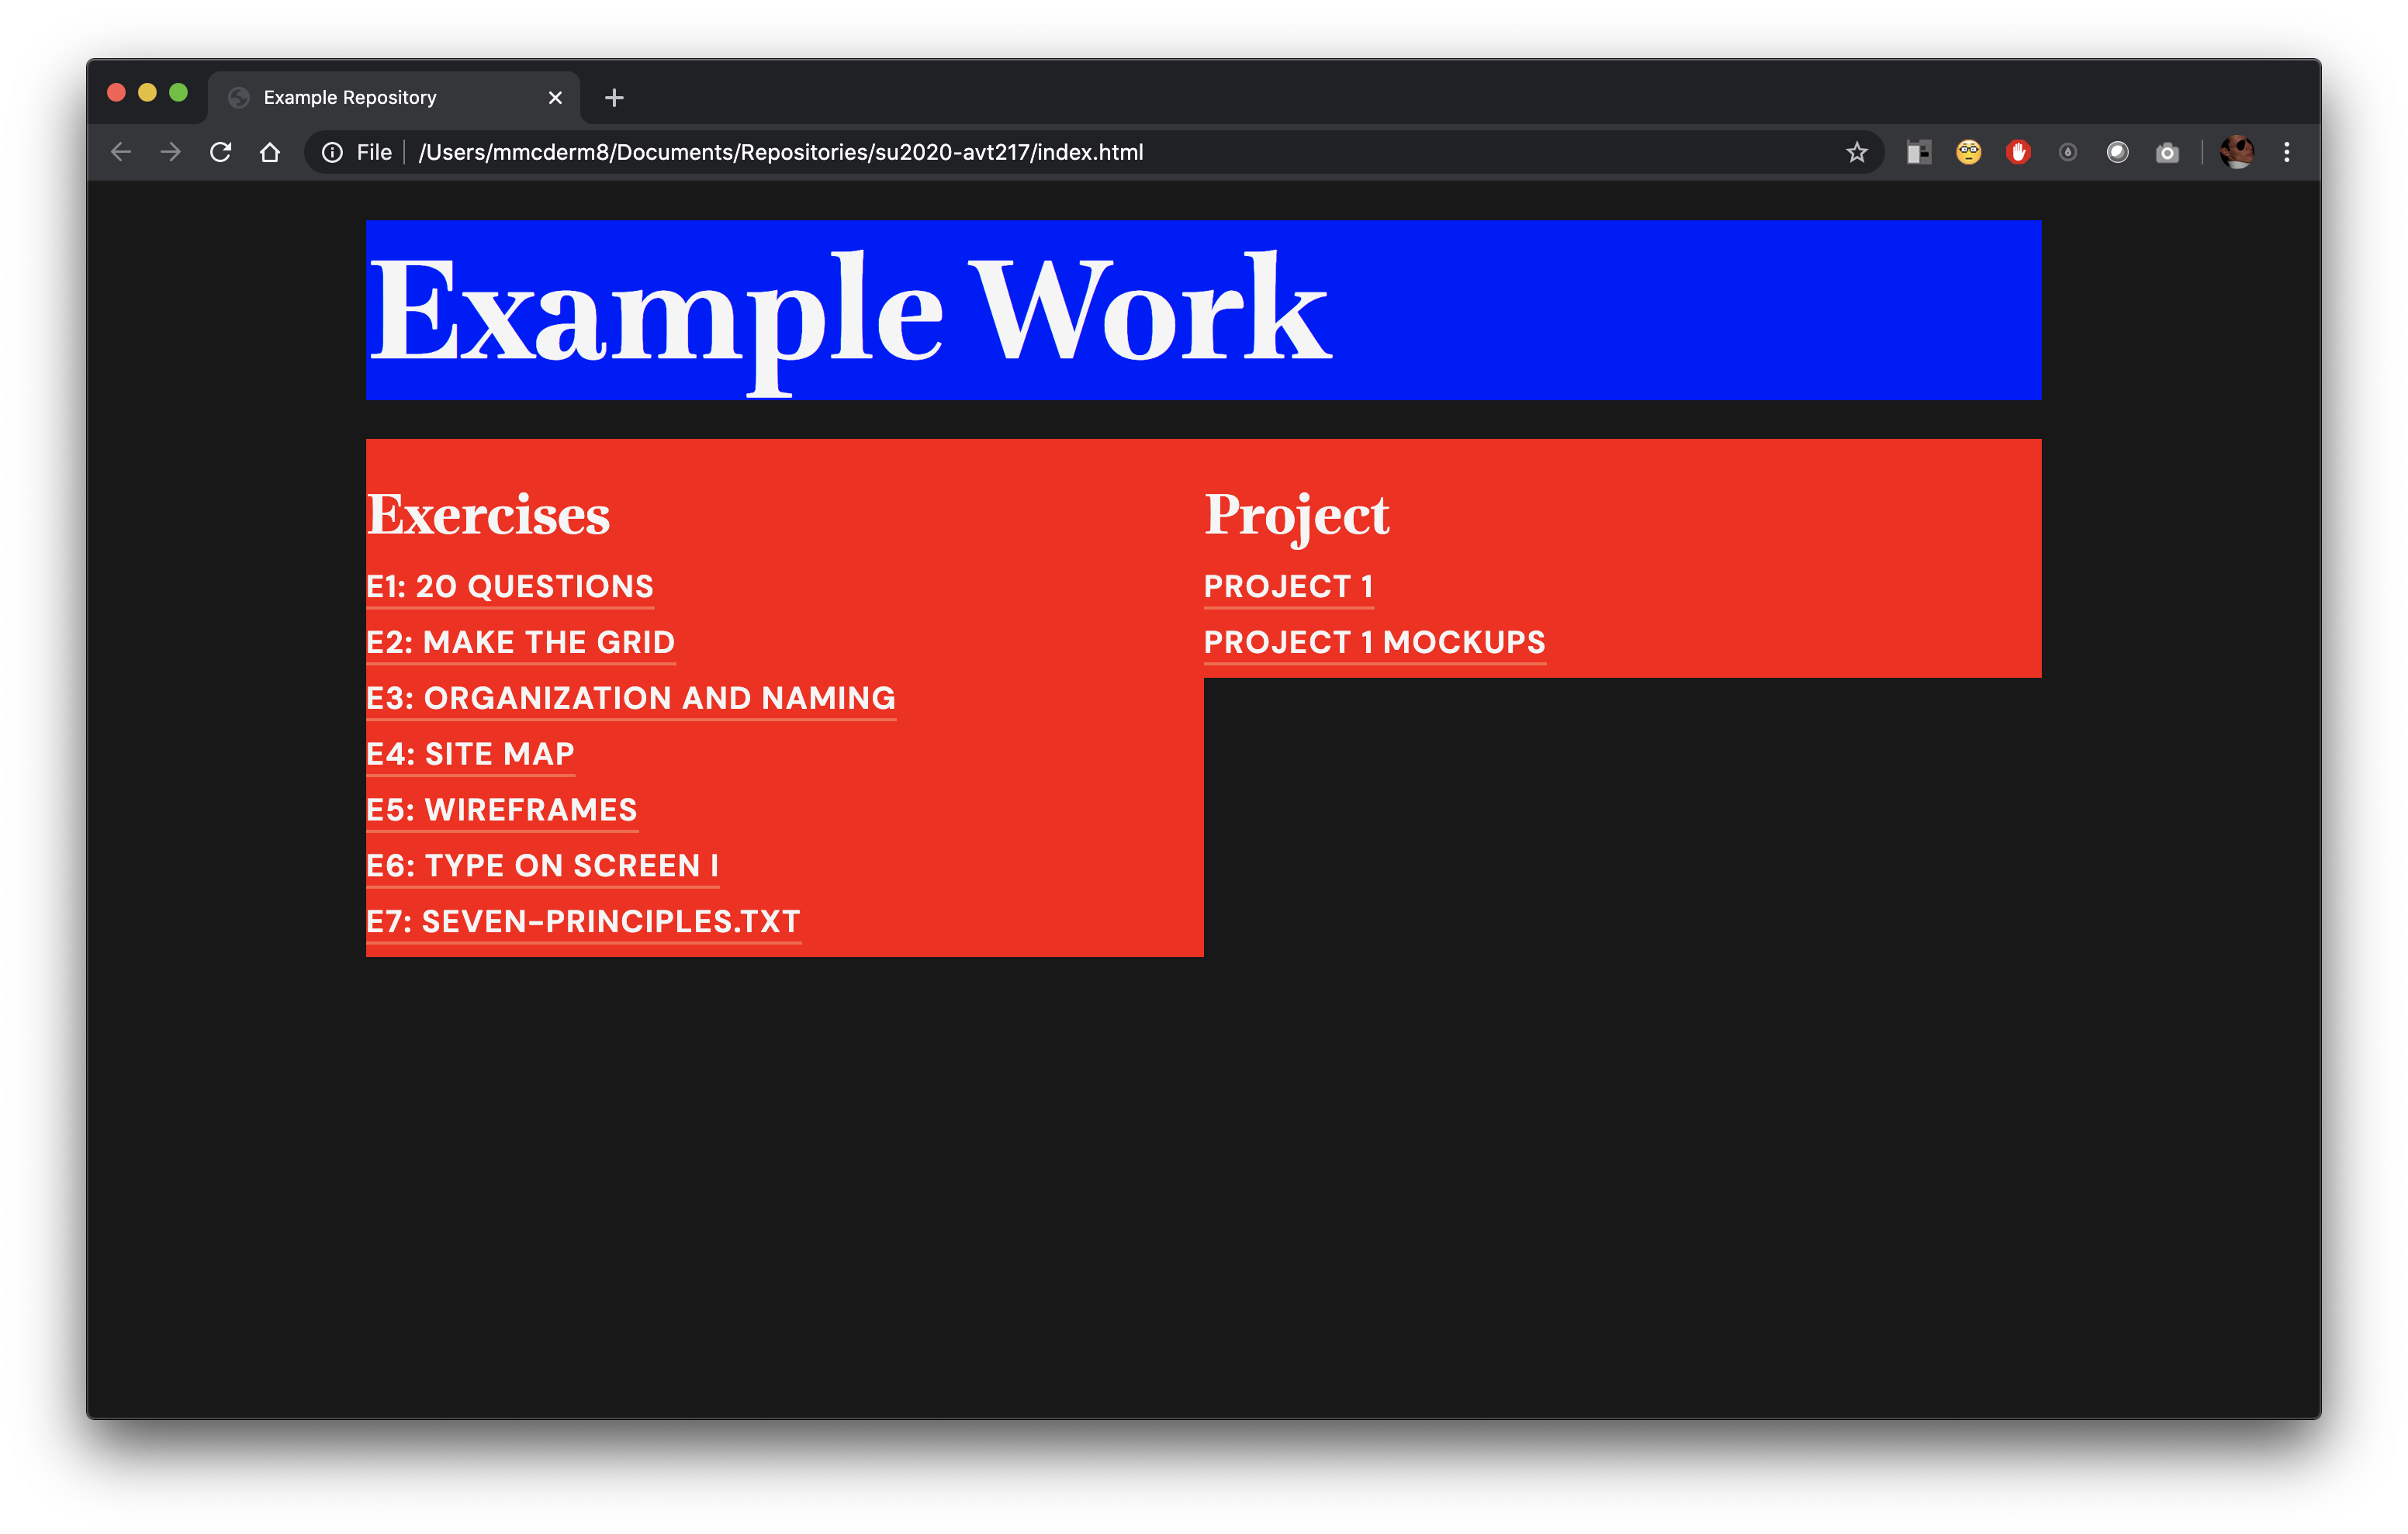 Example Repository
File /Users/mmcderm8/Documents/Repositories/su2020-avt217/index.html
Example Work
Exercises
E1: 20 QUESTIONS
E2: MAKE THE GRID
E3: ORGANIZATION AND NAMING
E4: SITE MAP
E5: WIREFRAMES
E6: TYPE ON SCREEN I
E7: SEVEN-PRINCIPLES.TXT
Project
PROJECT 1
PROJECT 1 MOCKUPS